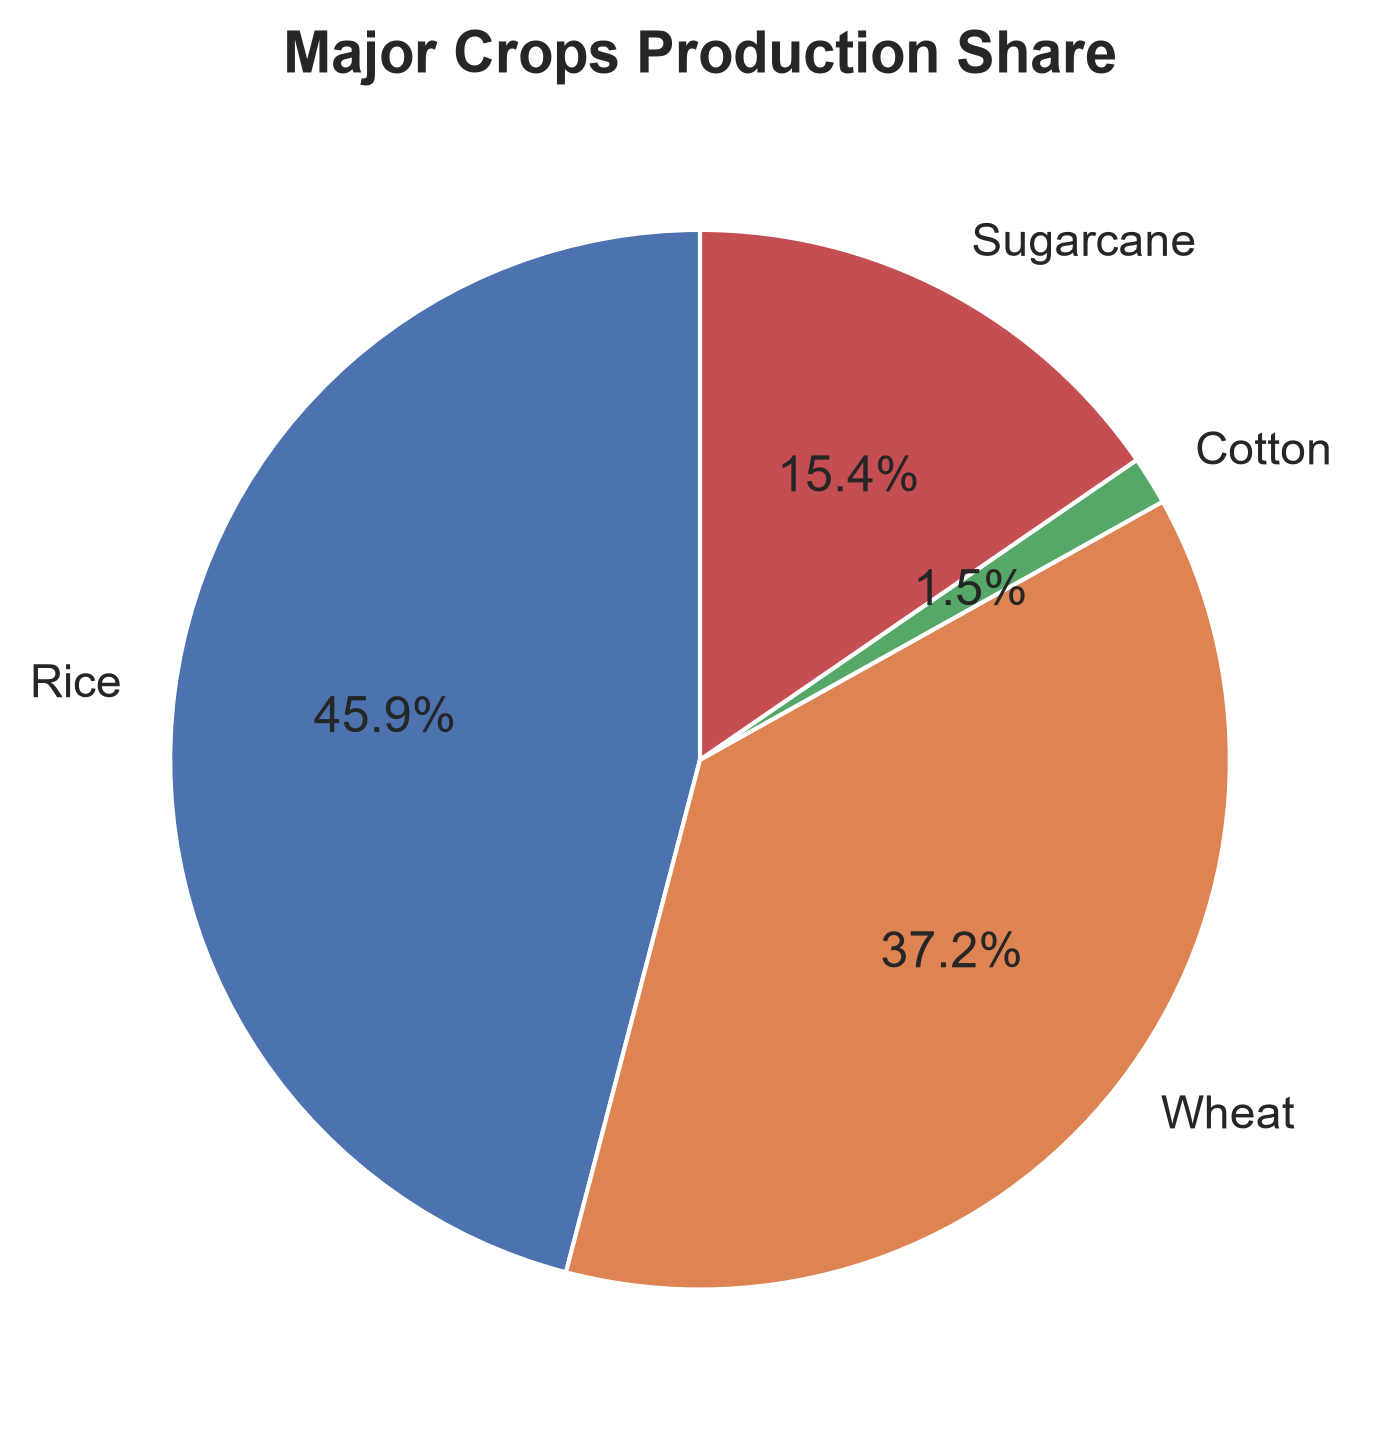 Major Crops Production Share
Sugarcane
Cotton
15.4%
1.5%
Rice
45.9%
37.2%
Wheat